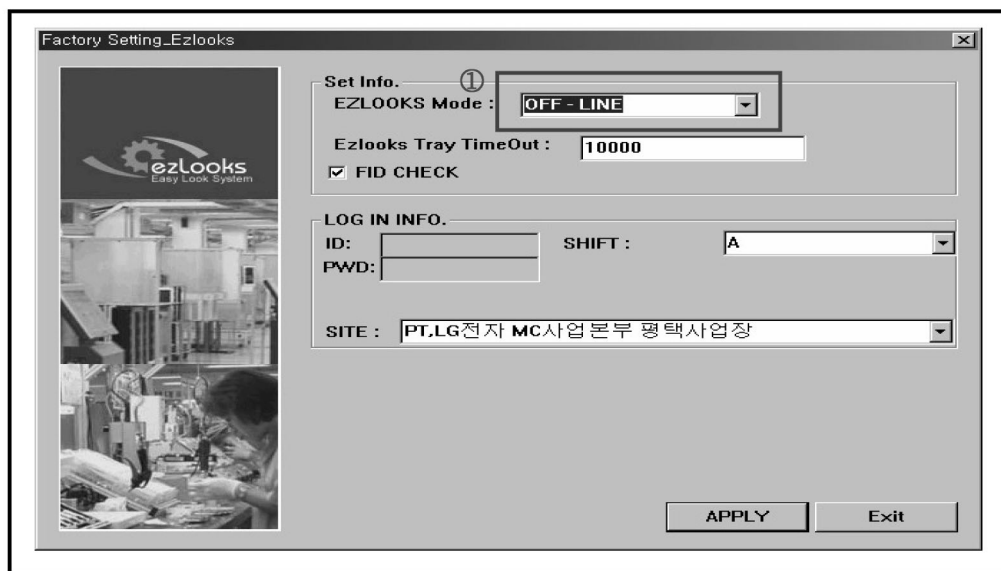 Factory Setting_Ezlooks
ezLooks
Easy Look System
Set Info.
①
EZLOOKS Mode : OFF - LINE
Ezlooks Tray TimeOut : 10000
FID CHECK
LOG IN INFO.
ID: SHIFT : A
PWD:
SITE : PT,LG전자 MC사업본부 평택사업장
APPLY Exit